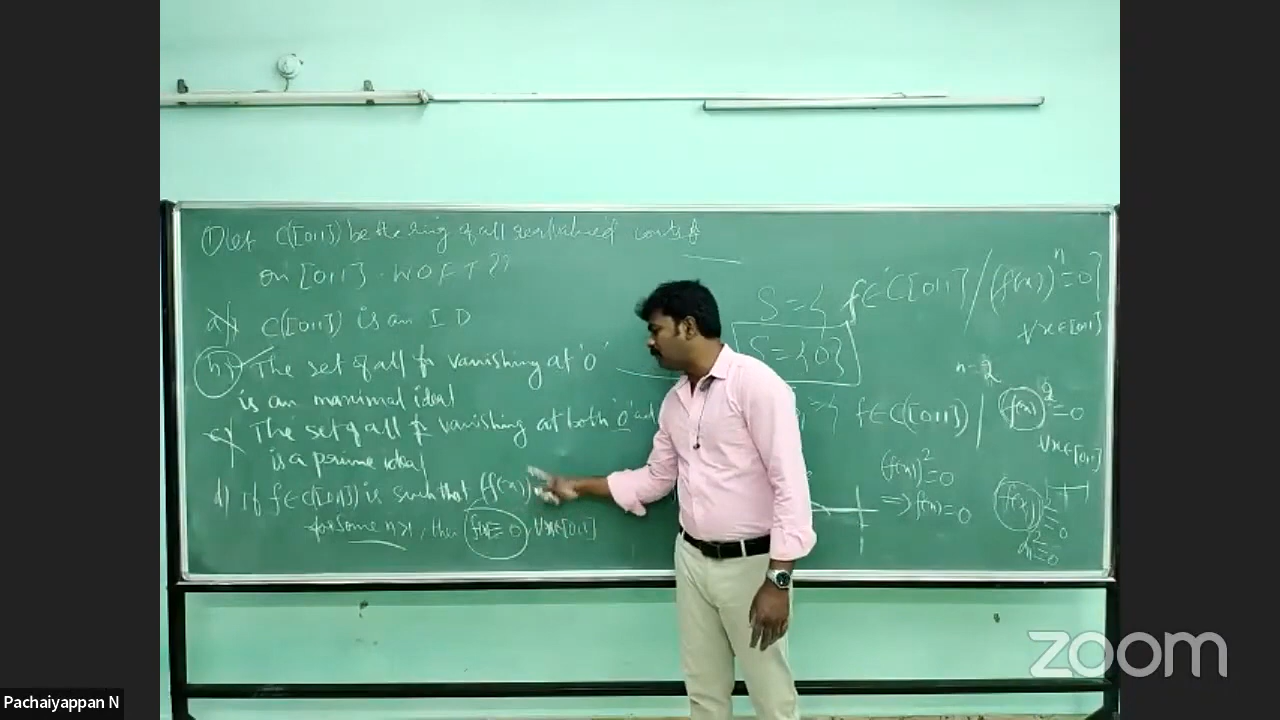 ① Let C([0,1]) be the ring of all real valued conts f
on [0,1]. W O F T ??
a) C([0,1]) is an I D
b) The set of all f vanishing at '0'
is an maximal ideal
c) The set of all f vanishing at both '0' and
is a prime ideal
d) If f∈C([0,1]) is such that (f(x))
for some n>1, then f(x)≡0, ∀x∈[0,1]
S = { f∈C[0,1] / (f(x))^n = 0}
∀x∈[0,1]
S = {0}
n=2
f∈C([0,1]) / (f(x))^2 = 0
∀x∈[0,1]
(f(x))^2 = 0
⇒ f(x) = 0
(f(x))^2 = 0
= 0
Pachaiyappan N
zoom